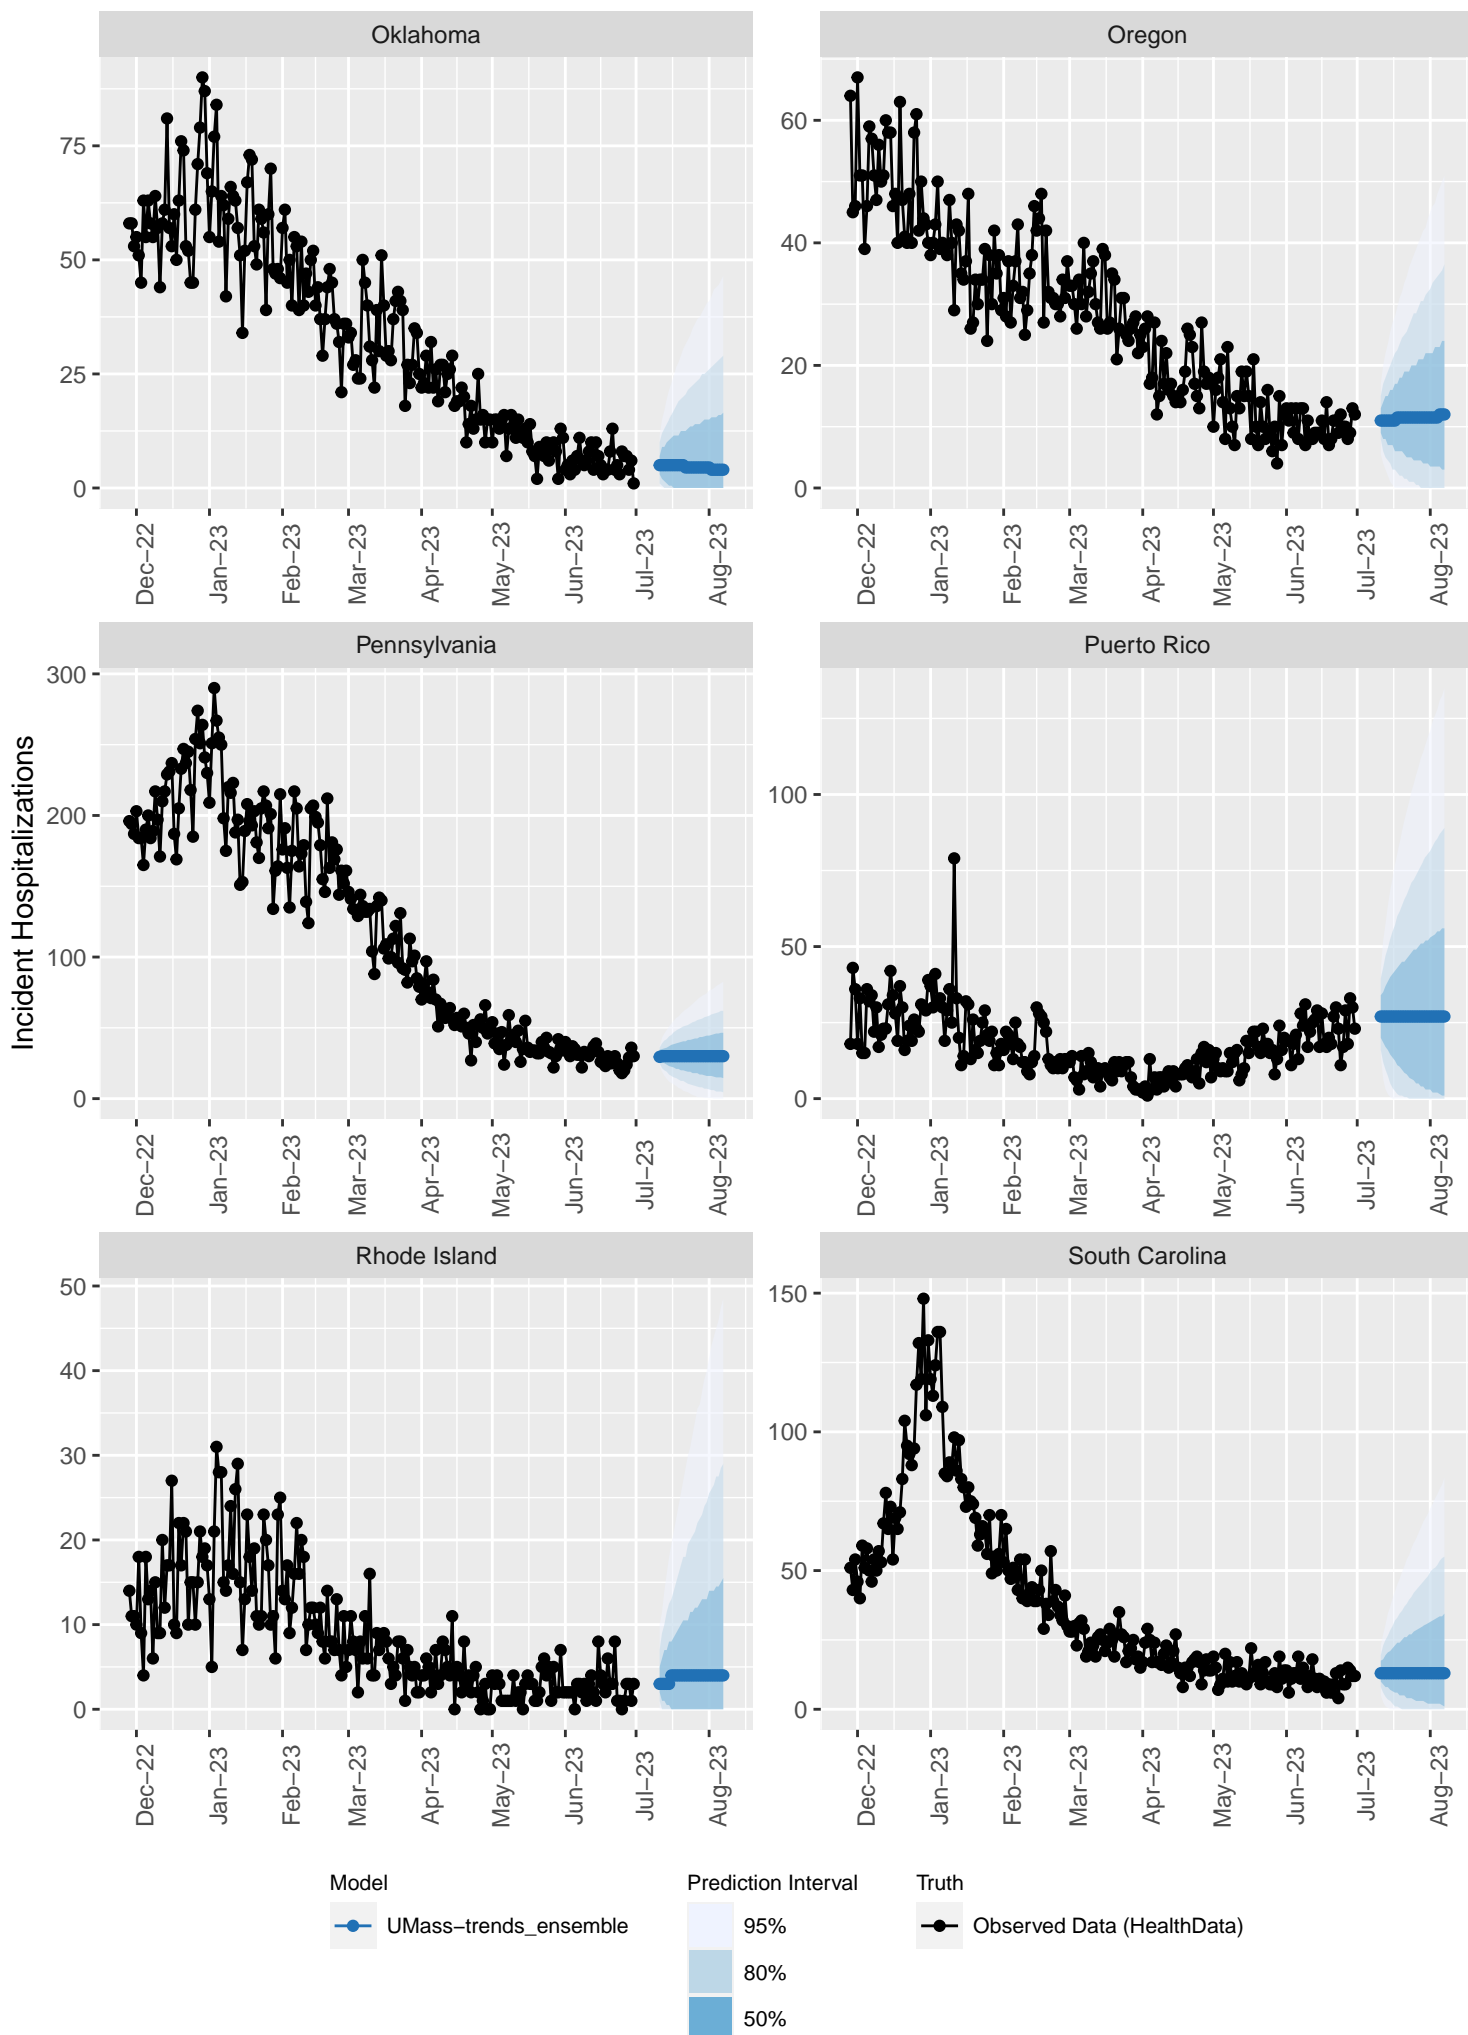 Oklahoma
Oregon
75
50
25
0
60
40
20
0
Dec−22
Jan−23
Feb−23
Mar−23
Apr−23
May−23
Jun−23
Jul−23
Aug−23
Dec−22
Jan−23
Feb−23
Mar−23
Apr−23
May−23
Jun−23
Jul−23
Aug−23
Incident Hospitalizations
Pennsylvania
Puerto Rico
300
200
100
0
100
50
0
Dec−22
Jan−23
Feb−23
Mar−23
Apr−23
May−23
Jun−23
Jul−23
Aug−23
Dec−22
Jan−23
Feb−23
Mar−23
Apr−23
May−23
Jun−23
Jul−23
Aug−23
Rhode Island
South Carolina
50
40
30
20
10
0
150
100
50
0
Dec−22
Jan−23
Feb−23
Mar−23
Apr−23
May−23
Jun−23
Jul−23
Aug−23
Dec−22
Jan−23
Feb−23
Mar−23
Apr−23
May−23
Jun−23
Jul−23
Aug−23
Model
UMass−trends_ensemble
Prediction Interval
95%
80%
50%
Truth
Observed Data (HealthData)